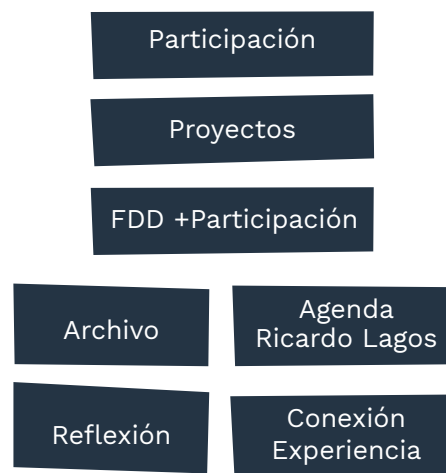 Participación
Proyectos
FDD +Participación
Archivo
Agenda
Ricardo Lagos
Reflexión
Conexión
Experiencia